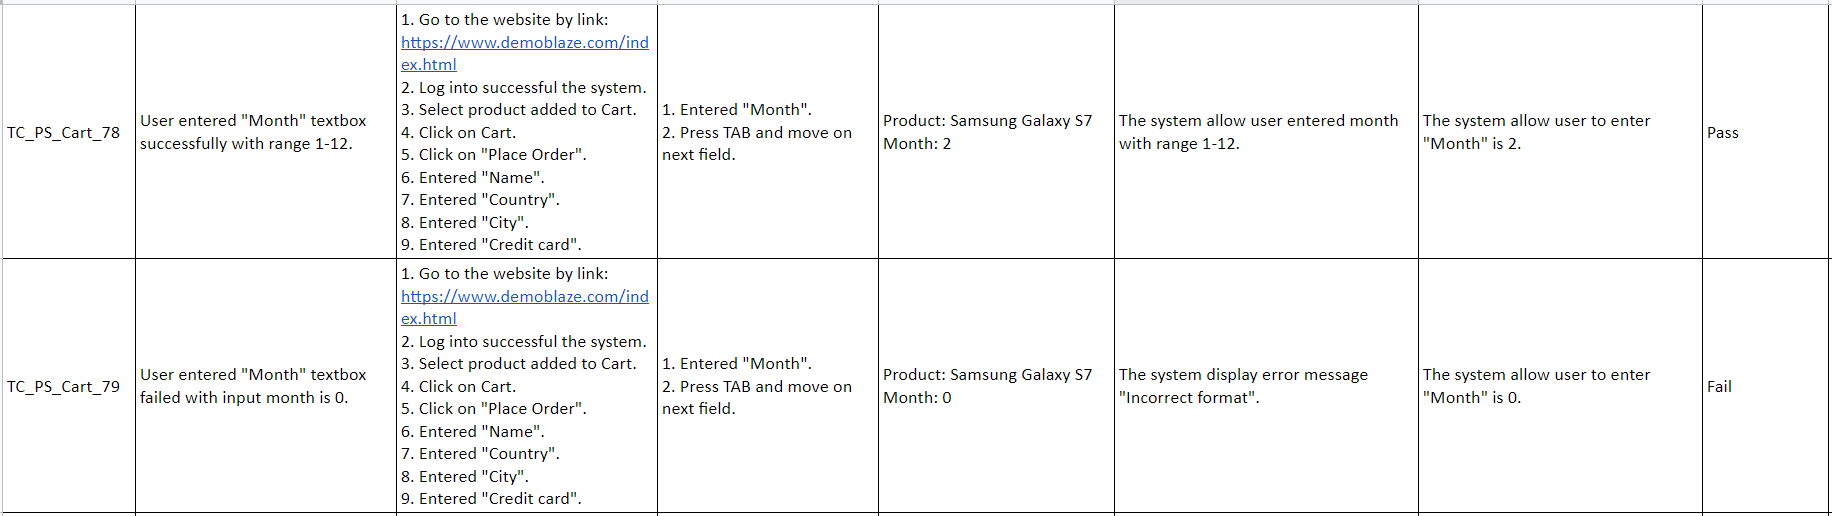 TC_PS_Cart_78
User entered "Month" textbox
successfully with range 1-12.
1. Go to the website by link:
https://www.demoblaze.com/ind
ex.html
2. Log into successful the system.
3. Select product added to Cart.
4. Click on Cart.
5. Click on "Place Order".
6. Entered "Name".
7. Entered "Country".
8. Entered "City".
9. Entered "Credit card".
1. Entered "Month".
2. Press TAB and move on
next field.
Product: Samsung Galaxy S7
Month: 2
The system allow user entered month
with range 1-12.
The system allow user to enter
"Month" is 2.
Pass
TC_PS_Cart_79
User entered "Month" textbox
failed with input month is 0.
1. Go to the website by link:
https://www.demoblaze.com/ind
ex.html
2. Log into successful the system.
3. Select product added to Cart.
4. Click on Cart.
5. Click on "Place Order".
6. Entered "Name".
7. Entered "Country".
8. Entered "City".
9. Entered "Credit card".
1. Entered "Month".
2. Press TAB and move on
next field.
Product: Samsung Galaxy S7
Month: 0
The system display error message
"Incorrect format".
The system allow user to enter
"Month" is 0.
Fail